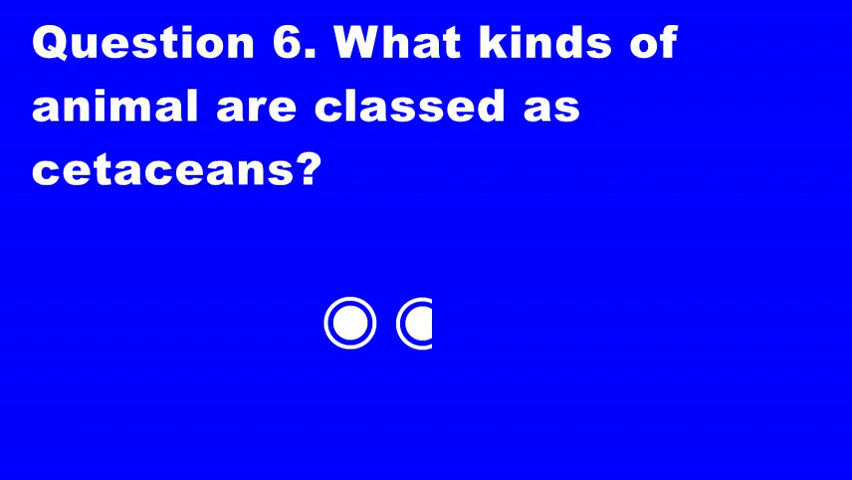 Question 6. What kinds of
animal are classed as
cetaceans?